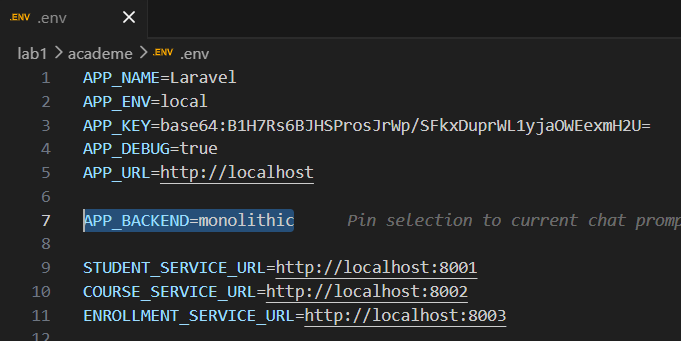 .ENV .env ×
lab1 > academe > .ENV .env
1 APP_NAME=Laravel
2 APP_ENV=local
3 APP_KEY=base64:B1H7Rs6BJHSProsJrWp/SFkxDuprWL1yjaOWEexmH2U=
4 APP_DEBUG=true
5 APP_URL=http://localhost
6
7 APP_BACKEND=monolithic Pin selection to current chat promp
8
9 STUDENT_SERVICE_URL=http://localhost:8001
10 COURSE_SERVICE_URL=http://localhost:8002
11 ENROLLMENT_SERVICE_URL=http://localhost:8003
12